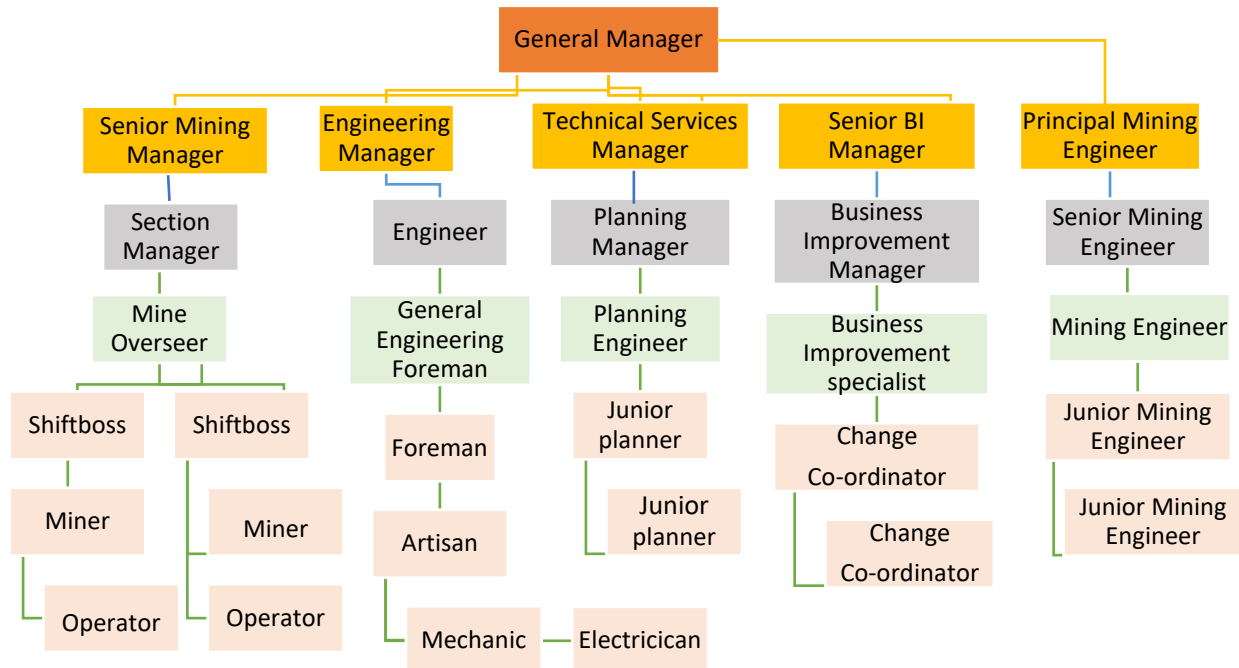 General Manager
Senior Mining
Manager
Engineering
Manager
Technical Services
Manager
Senior BI
Manager
Principal Mining
Engineer
Section
Manager
Engineer
Planning
Manager
Business
Improvement
Manager
Senior Mining
Engineer
Mine
Overseer
General
Engineering
Foreman
Planning
Engineer
Business
Improvement
specialist
Mining Engineer
Shiftboss
Shiftboss
Foreman
Junior
planner
Change
Co-ordinator
Junior Mining
Engineer
Miner
Miner
Artisan
Junior
planner
Change
Co-ordinator
Junior Mining
Engineer
Operator
Operator
Mechanic
Electricican